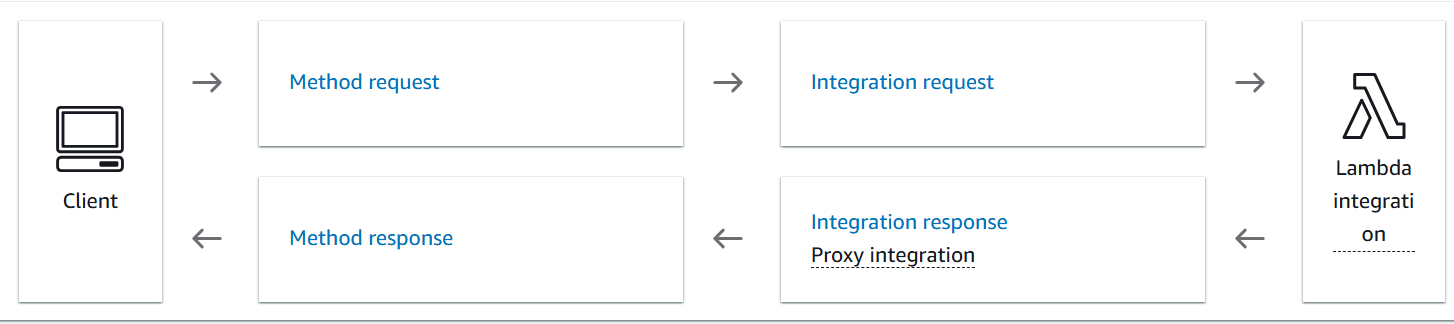 Client
Method request
Integration request
Method response
Integration response
Proxy integration
Lambda
integrati
on